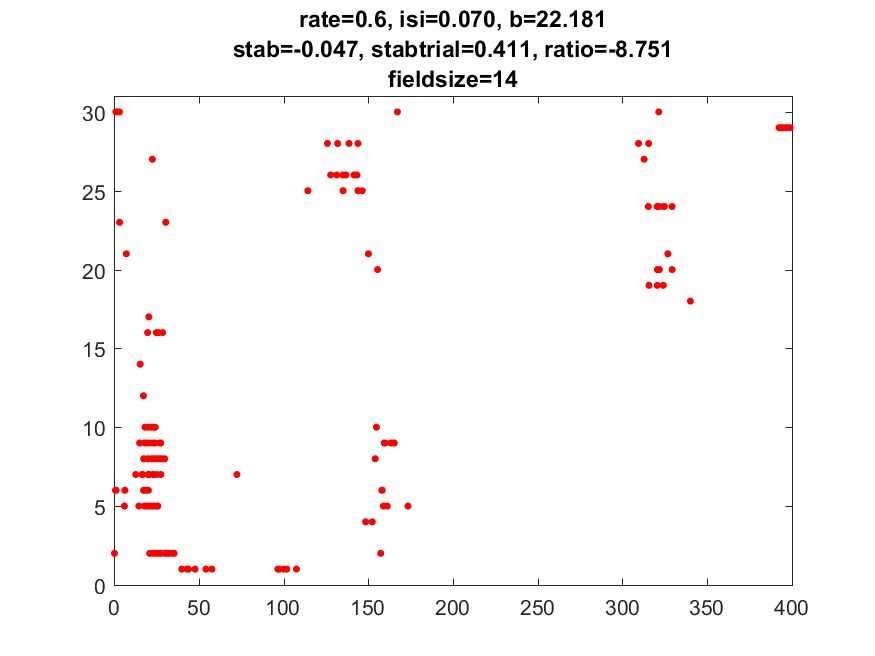 rate=0.6, isi=0.070, b=22.181
stab=-0.047, stabtrial=0.411, ratio=-8.751
fieldsize=14
30
25
20
15
10
5
0
0 50 100 150 200 250 300 350 400